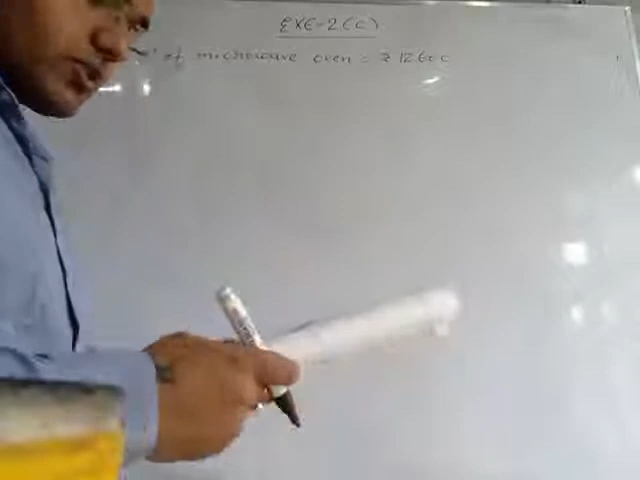 EXE-2(C)
of microwave oven = ₹ 12600